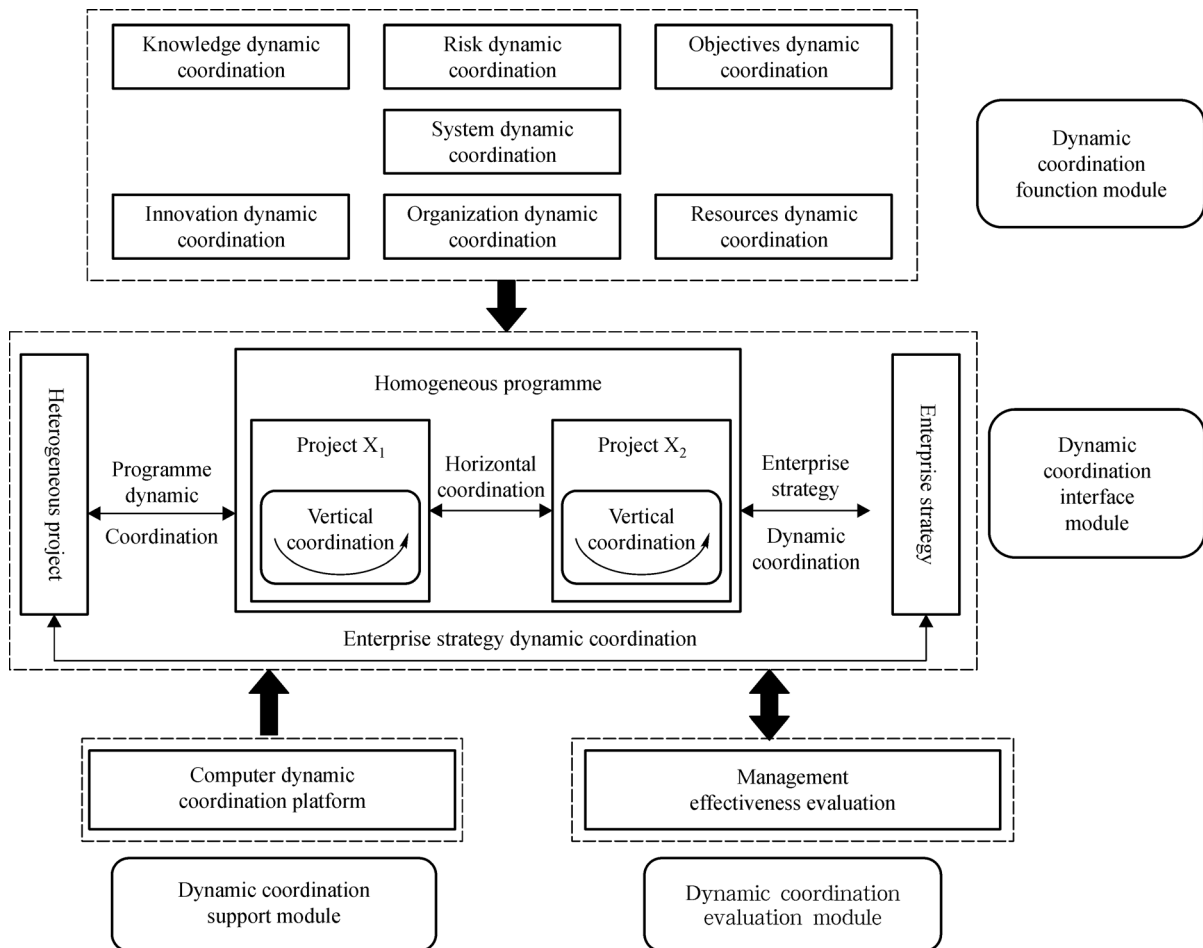 Knowledge dynamic
coordination
Risk dynamic
coordination
Objectives dynamic
coordination
System dynamic
coordination
Innovation dynamic
coordination
Organization dynamic
coordination
Resources dynamic
coordination
Dynamic
coordination
founction module
Heterogeneous project
Programme
dynamic
Coordination
Homogeneous programme
Project X1
Vertical
coordination
Horizontal
coordination
Project X2
Vertical
coordination
Enterprise
strategy
Dynamic
coordination
Enterprise strategy
Enterprise strategy dynamic coordination
Dynamic
coordination
interface
module
Computer dynamic
coordination platform
Management
effectiveness evaluation
Dynamic coordination
support module
Dynamic coordination
evaluation module